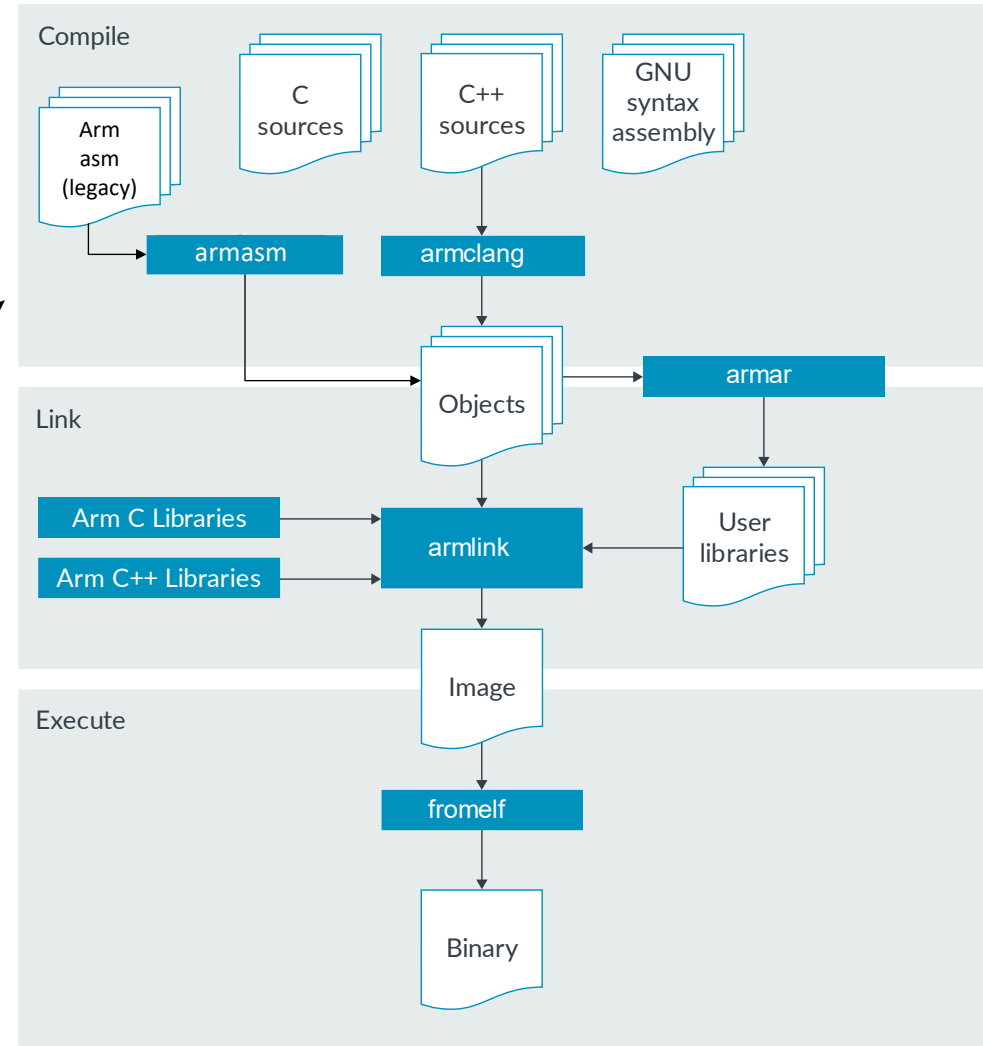 Compile
C
sources
C++
sources
GNU
syntax
assembly
Arm
asm
(legacy)
armasm
armclang
armar
Objects
Link
Arm C Libraries
Arm C++ Libraries
armlink
User
libraries
Image
Execute
fromelf
Binary